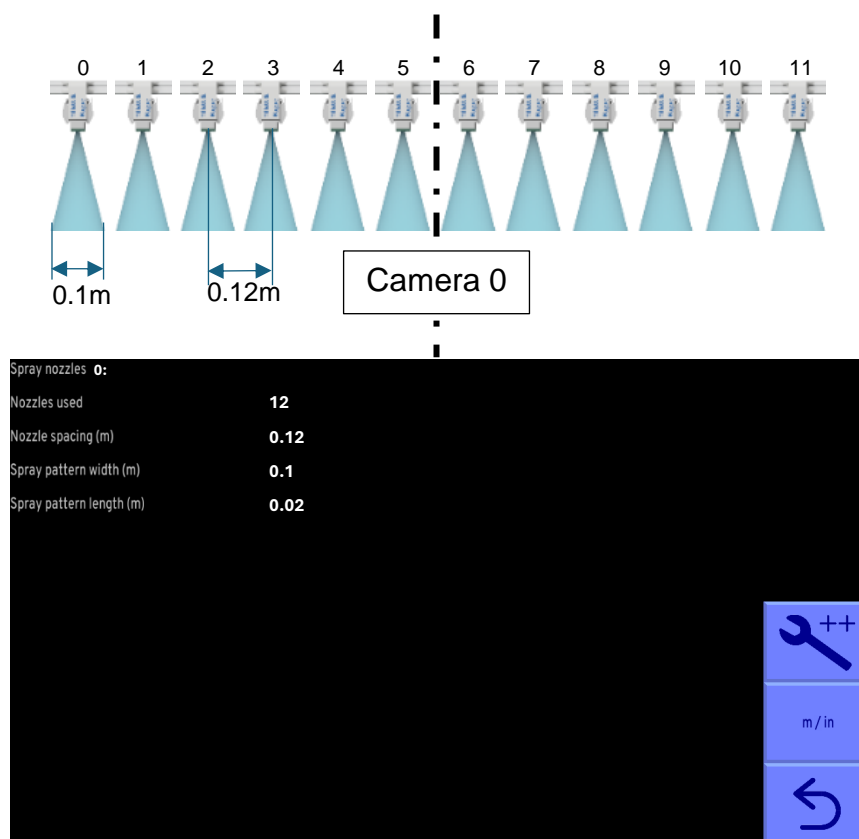 0 1 2 3 4 5 6 7 8 9 10 11
0.1m
0.12m
Camera 0
Spray nozzles 0:
Nozzles used 12
Nozzle spacing (m) 0.12
Spray pattern width (m) 0.1
Spray pattern length (m) 0.02
++
m / in